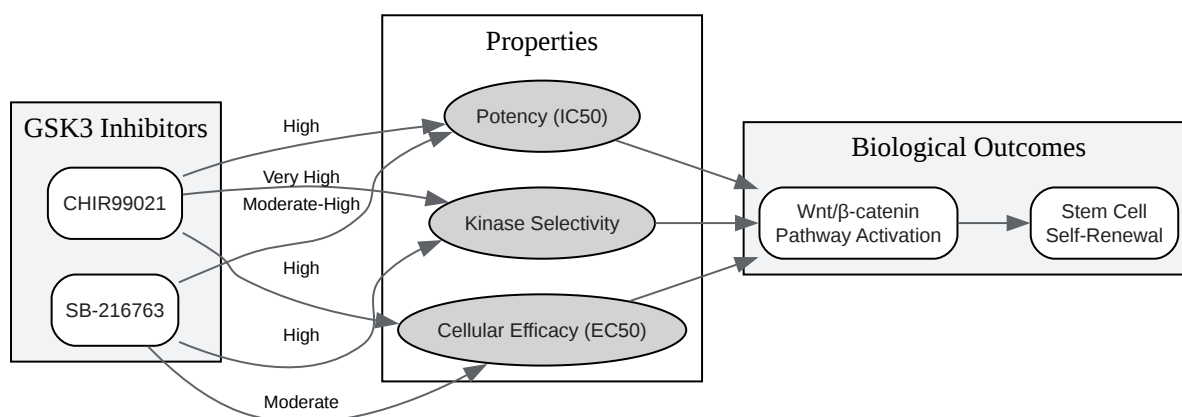 GSK3 Inhibitors
CHIR99021
SB-216763
High
Very High
Moderate-High
High
High
Moderate
Properties
Potency (IC50)
Kinase Selectivity
Cellular Efficacy (EC50)
Biological Outcomes
Wnt/β-catenin
Pathway Activation
Stem Cell
Self-Renewal